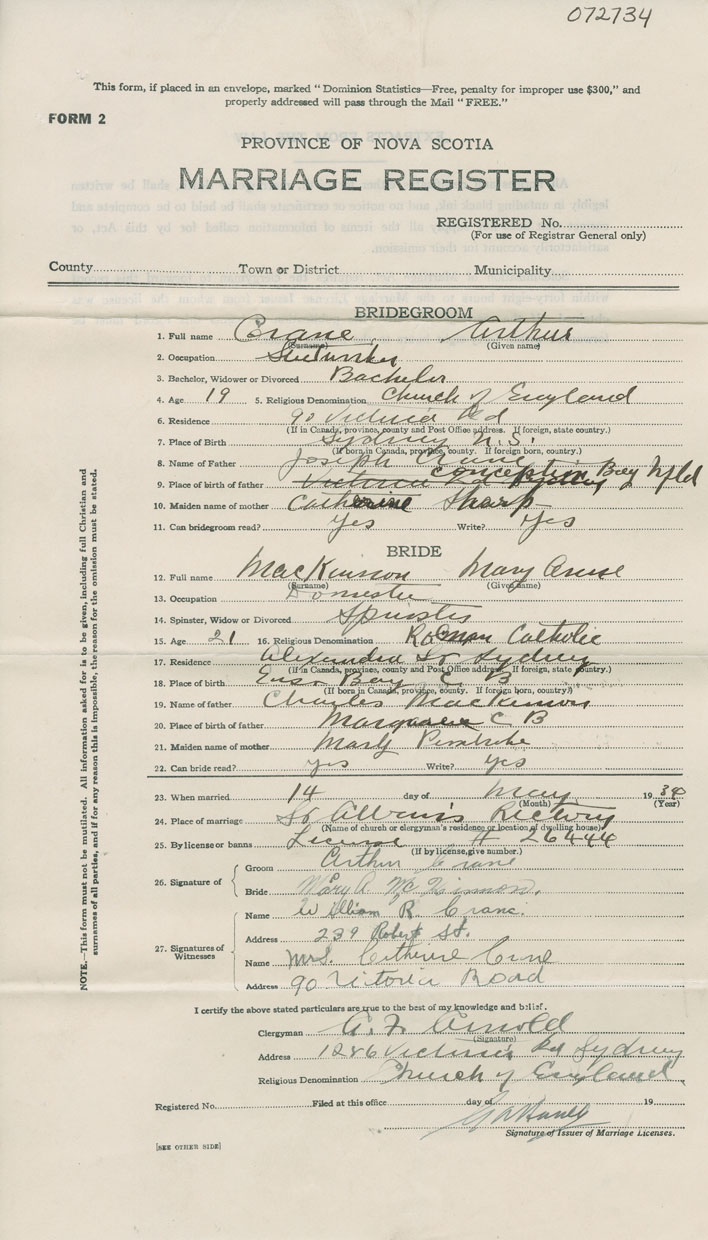 072734
This form, if placed in an envelope, marked "Dominion Statistics—Free, penalty for improper use $300," and
properly addressed will pass through the Mail "FREE."
FORM 2
PROVINCE OF NOVA SCOTIA
MARRIAGE REGISTER
REGISTERED No.
(For use of Registrar General only)
County Town or District Municipality
BRIDEGROOM
1. Full name Crane, Arthur
(Surname) (Given name)
2. Occupation Steelworker
3. Bachelor, Widower or Divorced Bachelor
4. Age 19 5. Religious Denomination Church of England
6. Residence 90 Victoria Rd
(If in Canada, province, county and Post Office address. If foreign, state country.)
7. Place of Birth Sydney N.S.
(If born in Canada, province, county. If foreign born, country.)
8. Name of Father Joseph Crane
9. Place of birth of father Victoria Rd Conception Bay Nfld
10. Maiden name of mother Catherine Sharp
11. Can bridegroom read? Yes Write? Yes
BRIDE
12. Full name MacKinnon Mary Anne
(Surname) (Given name)
13. Occupation Domestic
14. Spinster, Widow or Divorced Spinster
15. Age 21 16. Religious Denomination Roman Catholic
17. Residence Alexandra St Sydney
(If in Canada, province, county and Post Office address. If foreign, state country.)
18. Place of birth Bay C B
(If born in Canada, province, county. If foreign born, country.)
19. Name of father Charles MacKinnon
20. Place of birth of father C B
21. Maiden name of mother Mary
22. Can bride read? yes Write? yes
23. When married 14 day of May 1934
(Month) (Year)
24. Place of marriage St Alban's Rectory
(Name of church or clergyman's residence or location of dwelling house)
25. By license or banns License # 26444
(If by license, give number.)
26. Signature of Groom Arthur Crane
Bride Mary A McKinnon.
27. Signatures of Witnesses Name William R. Crane.
Address 239 Robert St.
Name Mrs. Catherine Crane
Address 90 Victoria Road
I certify the above stated particulars are true to the best of my knowledge and belief.
Clergyman A. F. Arnold
(Signature)
Address 1286 Victoria Rd Sydney
Religious Denomination Church of England
Registered No. Filed at this office day of 19
Signature of Issuer of Marriage Licenses.
[SEE OTHER SIDE]
NOTE.—This form must not be mutilated. All information asked for is to be given, including full Christian and
surnames of all parties, and if for any reason this is impossible, the reason for the omission must be stated.